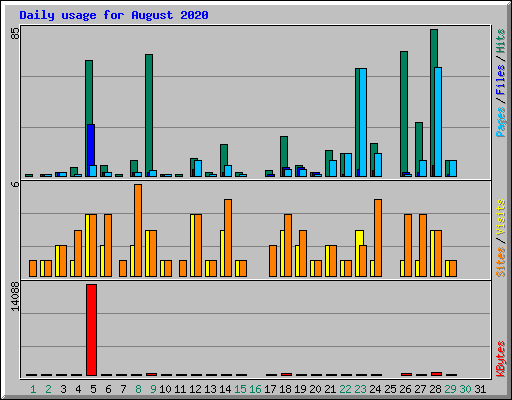 Daily usage for August 2020
85
Pages / Files / Hits
6
Sites / Visits
14088
KBytes
1 2 3 4 5 6 7 8 9 10 11 12 13 14 15 16 17 18 19 20 21 22 23 24 25 26 27 28 29 30 31